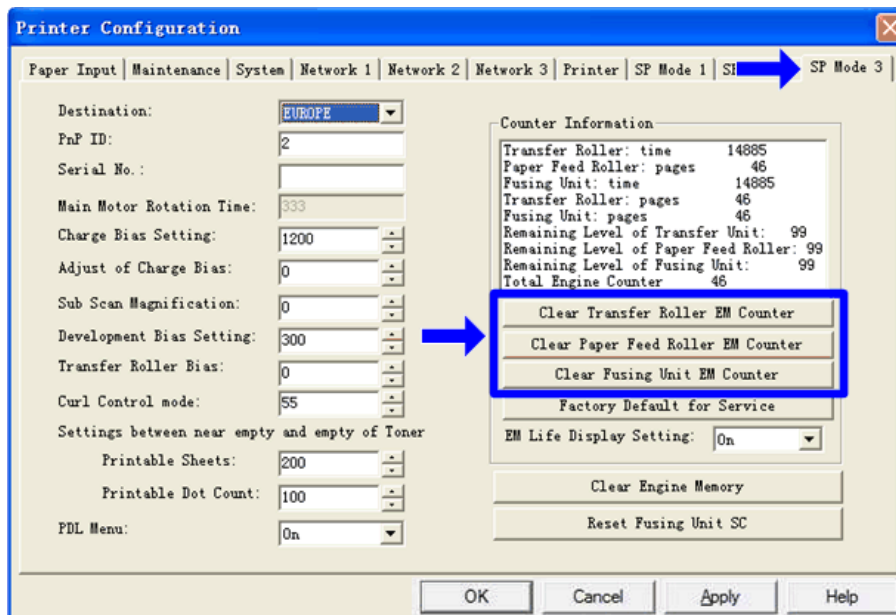 Printer Configuration
Paper Input Maintenance System Network 1 Network 2 Network 3 Printer SP Mode 1 SP Mode 3
Destination: EUROPE
PnP ID: 2
Serial No.:
Main Motor Rotation Time: 333
Charge Bias Setting: 1200
Adjust of Charge Bias: 0
Sub Scan Magnification: 0
Development Bias Setting: 300
Transfer Roller Bias: 0
Curl Control mode: 55
Settings between near empty and empty of Toner
Printable Sheets: 200
Printable Dot Count: 100
PDL Menu: On
Counter Information
Transfer Roller: time 14885
Paper Feed Roller: pages 46
Fusing Unit: time 14885
Transfer Roller: pages 46
Fusing Unit: pages 46
Remaining Level of Transfer Unit: 99
Remaining Level of Paper Feed Roller: 99
Remaining Level of Fusing Unit: 99
Total Engine Counter 46
Clear Transfer Roller EM Counter
Clear Paper Feed Roller EM Counter
Clear Fusing Unit EM Counter
Factory Default for Service
EM Life Display Setting: On
Clear Engine Memory
Reset Fusing Unit SC
OK Cancel Apply Help